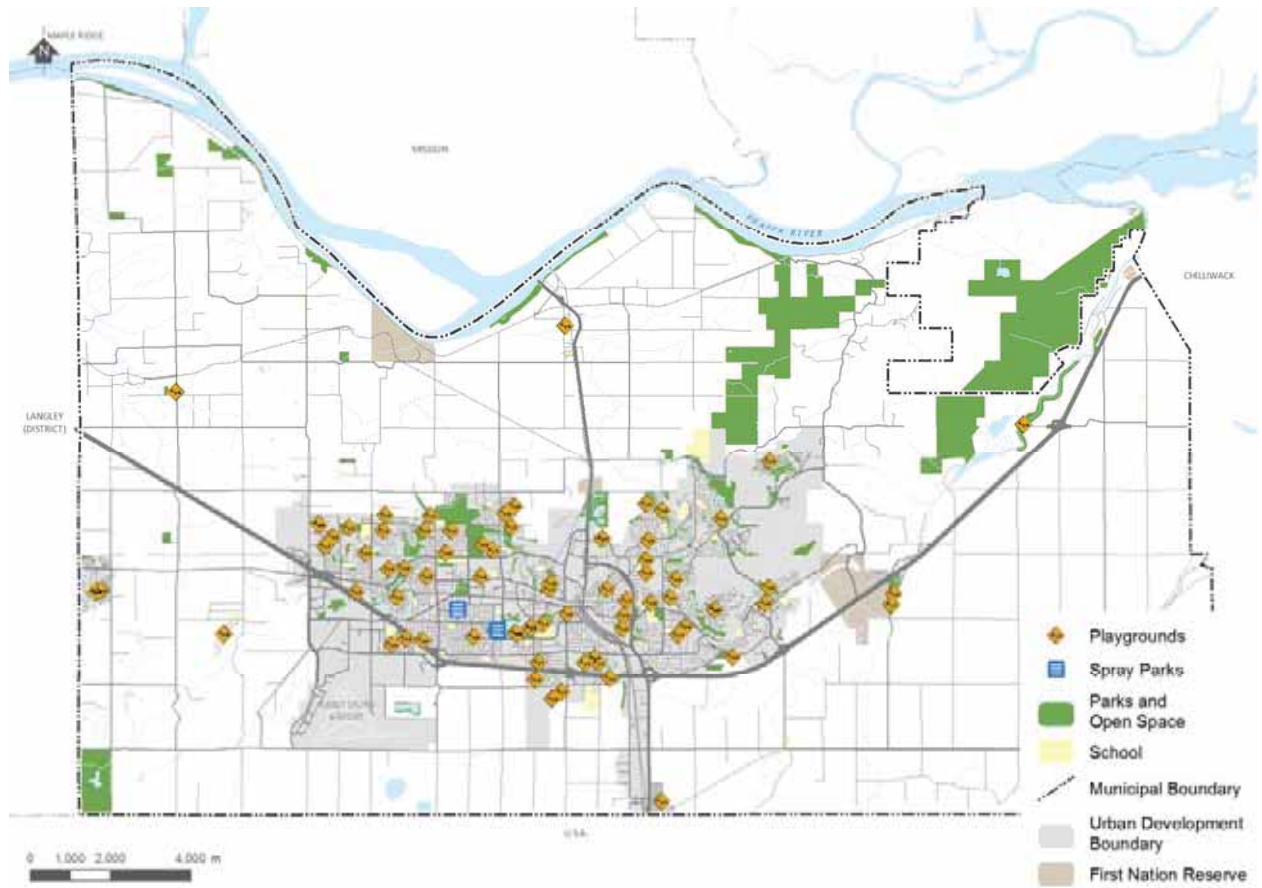 MAPLE RIDGE
N
MISSION
FRASER RIVER
CHILLIWACK
LANGLEY
(DISTRICT)
Playgrounds
Spray Parks
Parks and
Open Space
School
Municipal Boundary
Urban Development
Boundary
First Nation Reserve
U.S.A.
0 1,000 2,000 4,000 m